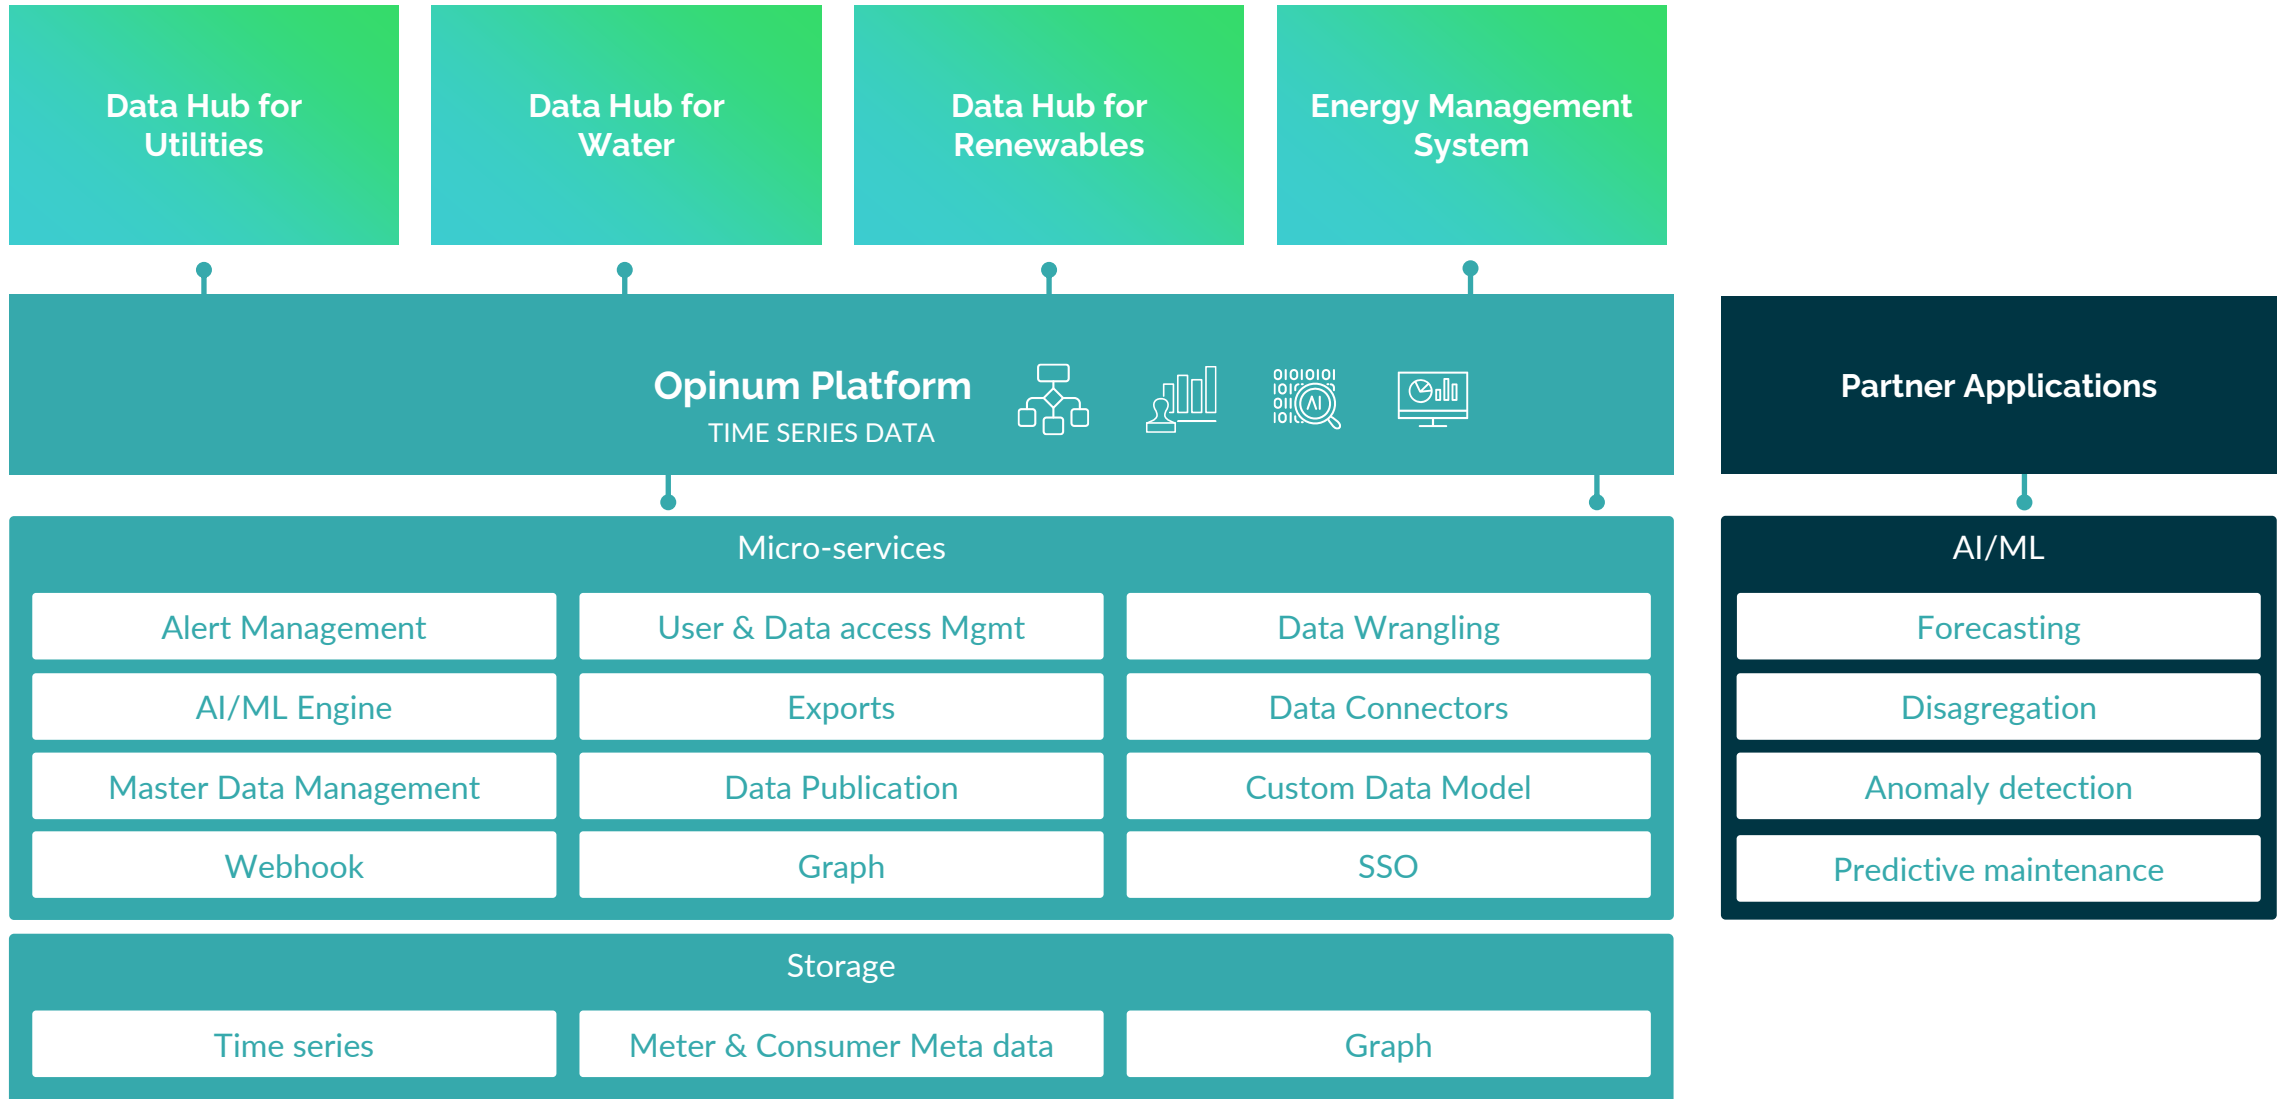 Data Hub for
Utilities
Data Hub for
Water
Data Hub for
Renewables
Energy Management
System
Opinum Platform
TIME SERIES DATA
AI
Partner Applications
Micro-services
Alert Management
User & Data access Mgmt
Data Wrangling
AI/ML Engine
Exports
Data Connectors
Master Data Management
Data Publication
Custom Data Model
Webhook
Graph
SSO
AI/ML
Forecasting
Disagregation
Anomaly detection
Predictive maintenance
Storage
Time series
Meter & Consumer Meta data
Graph